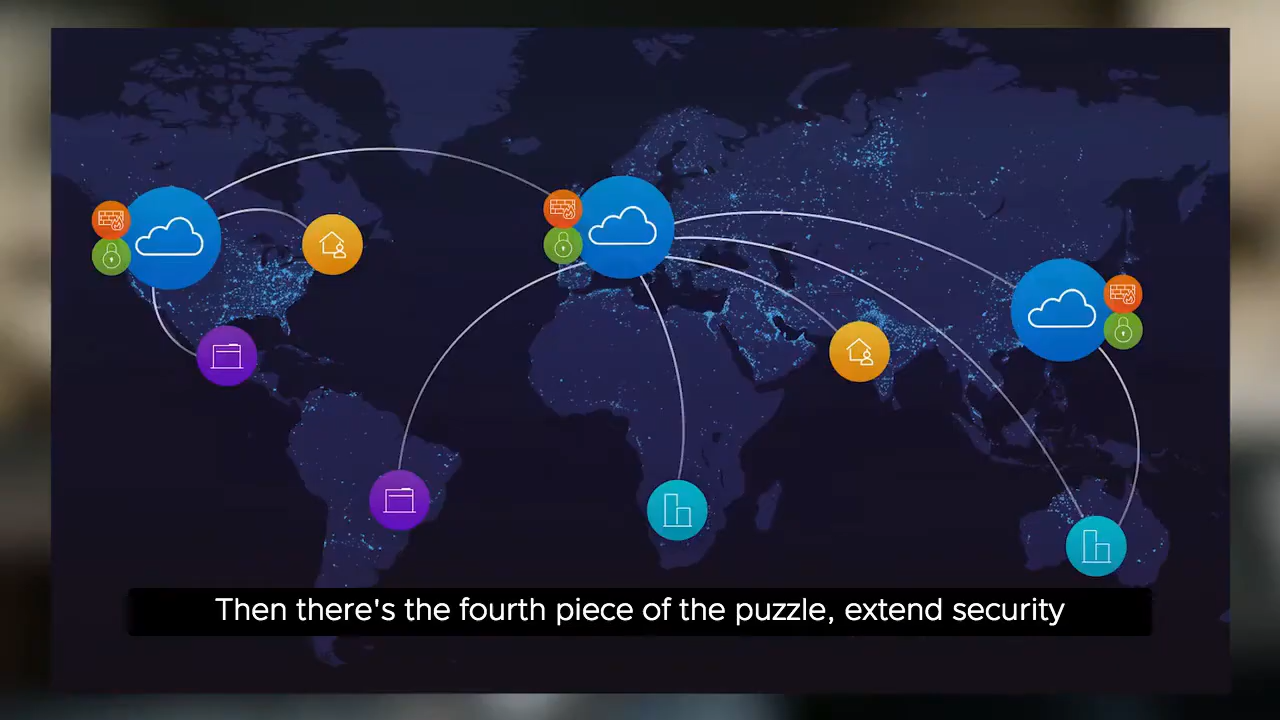 Then there's the fourth piece of the puzzle, extend security